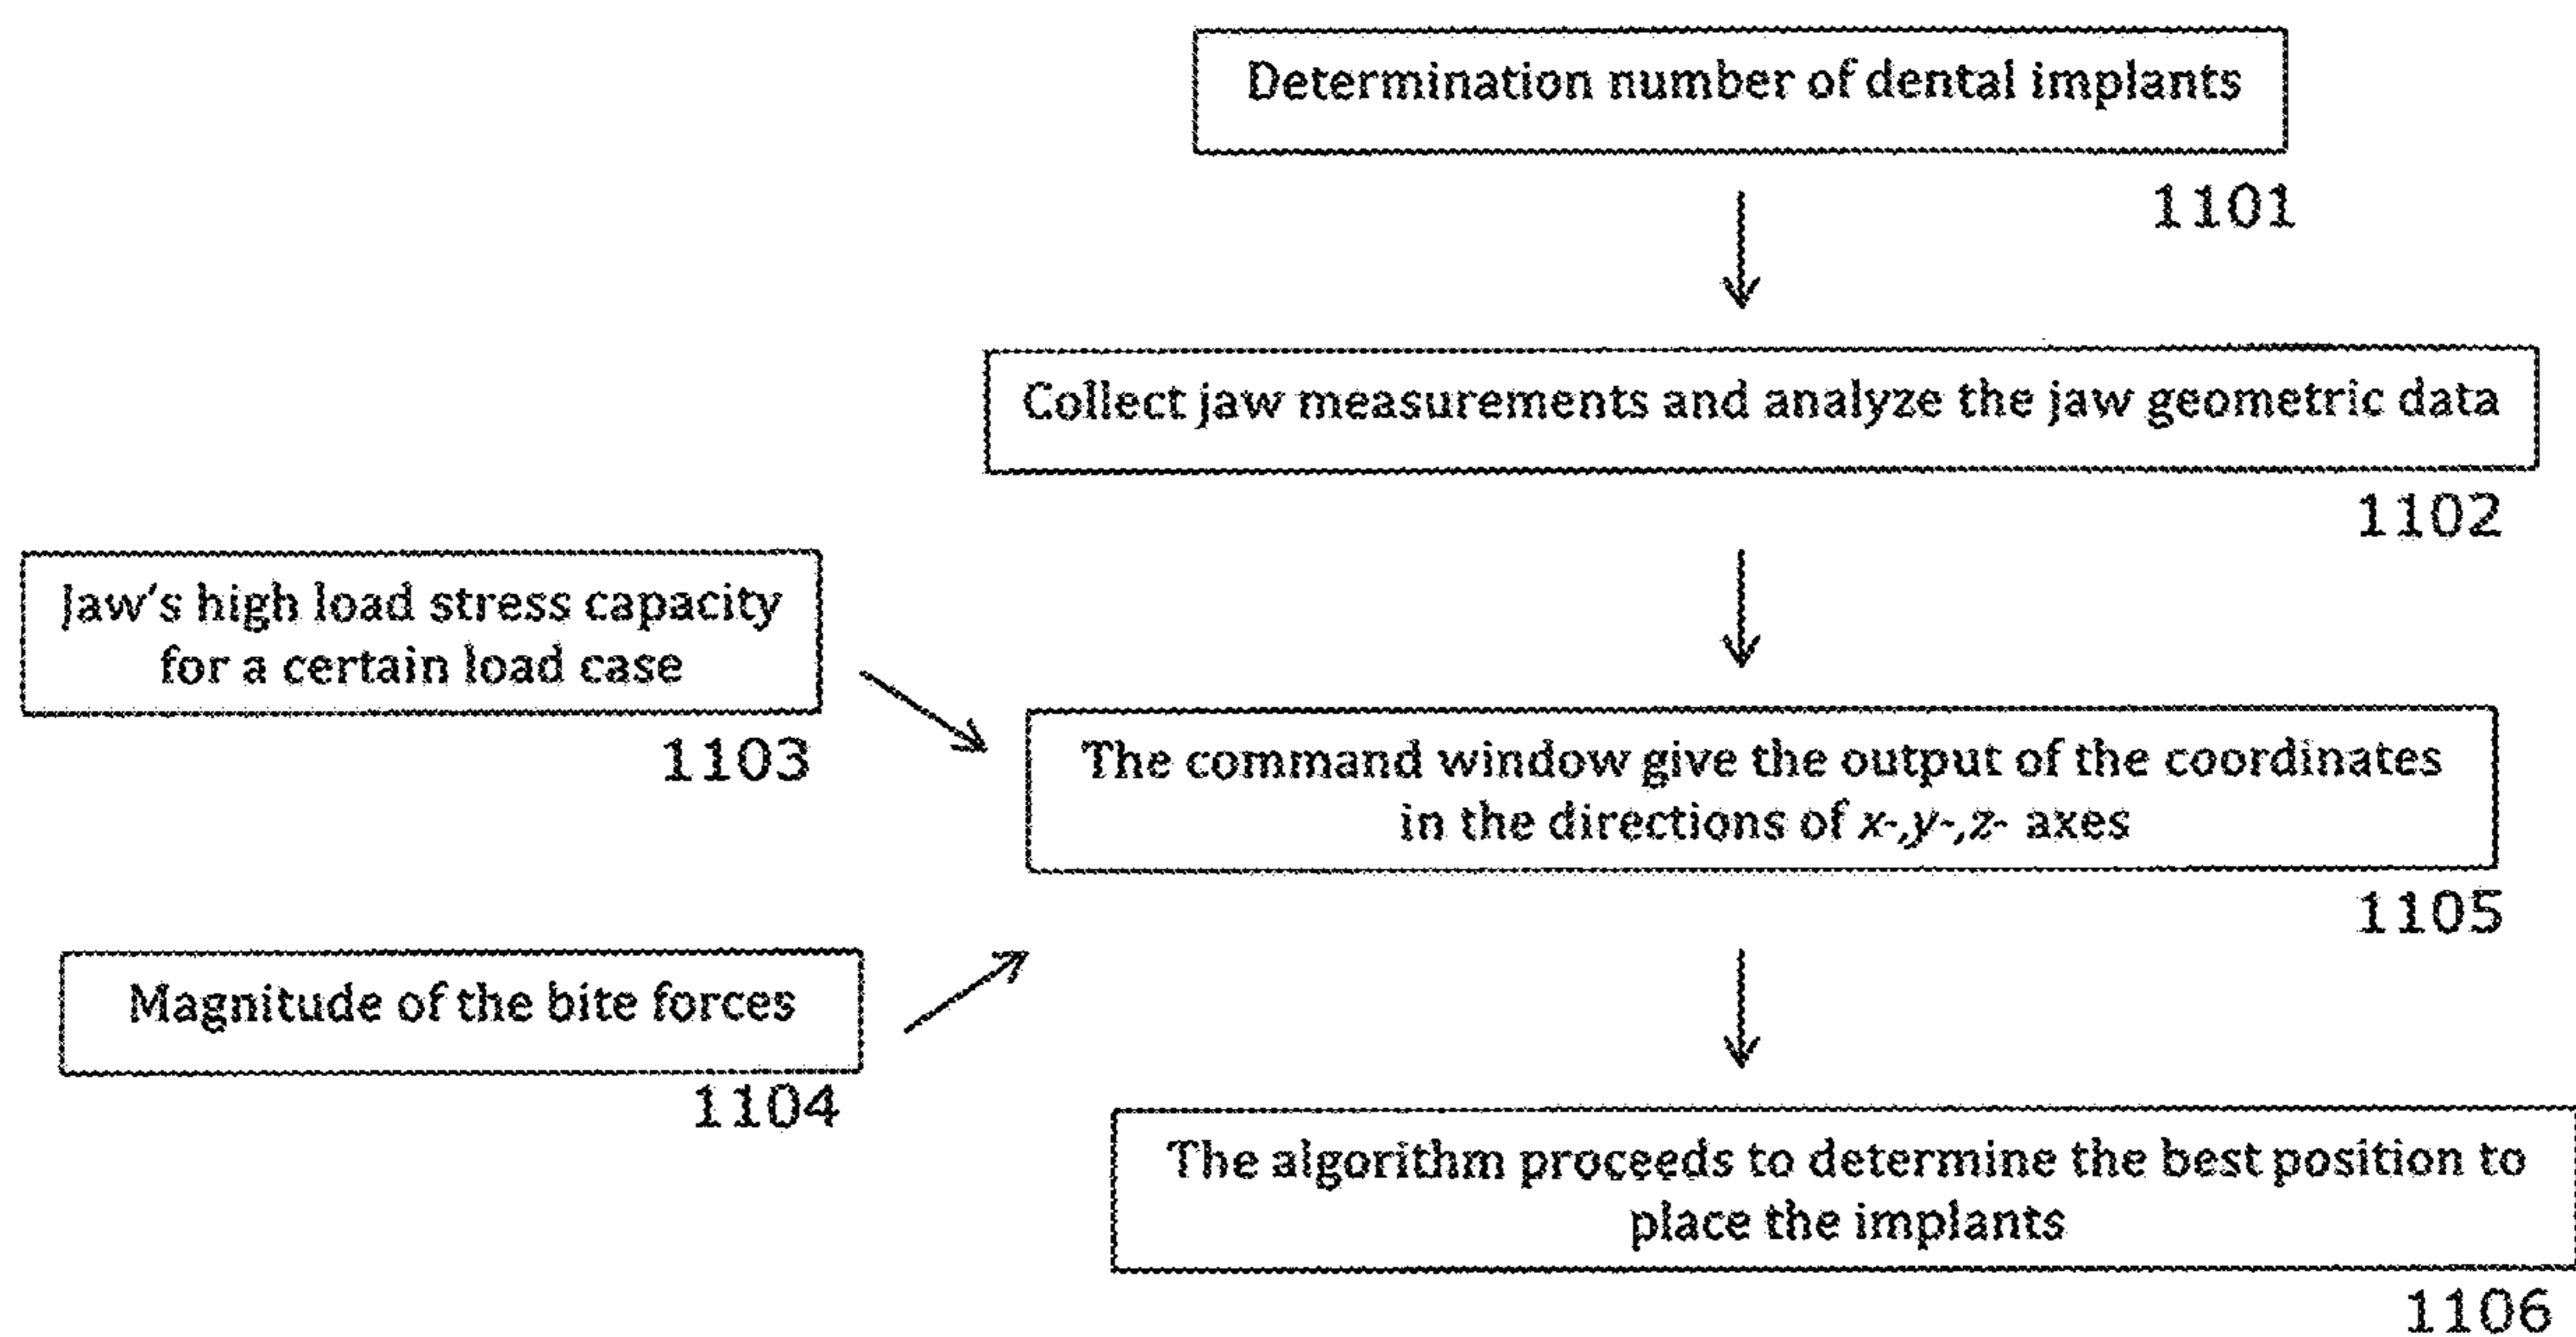 Determination number of dental implants
1101
Collect jaw measurements and analyze the jaw geometric data
1102
Jaw's high load stress capacity
for a certain load case
1103
The command window give the output of the coordinates
in the directions of x-,y-,z- axes
1105
Magnitude of the bite forces
1104
The algorithm proceeds to determine the best position to
place the implants
1106